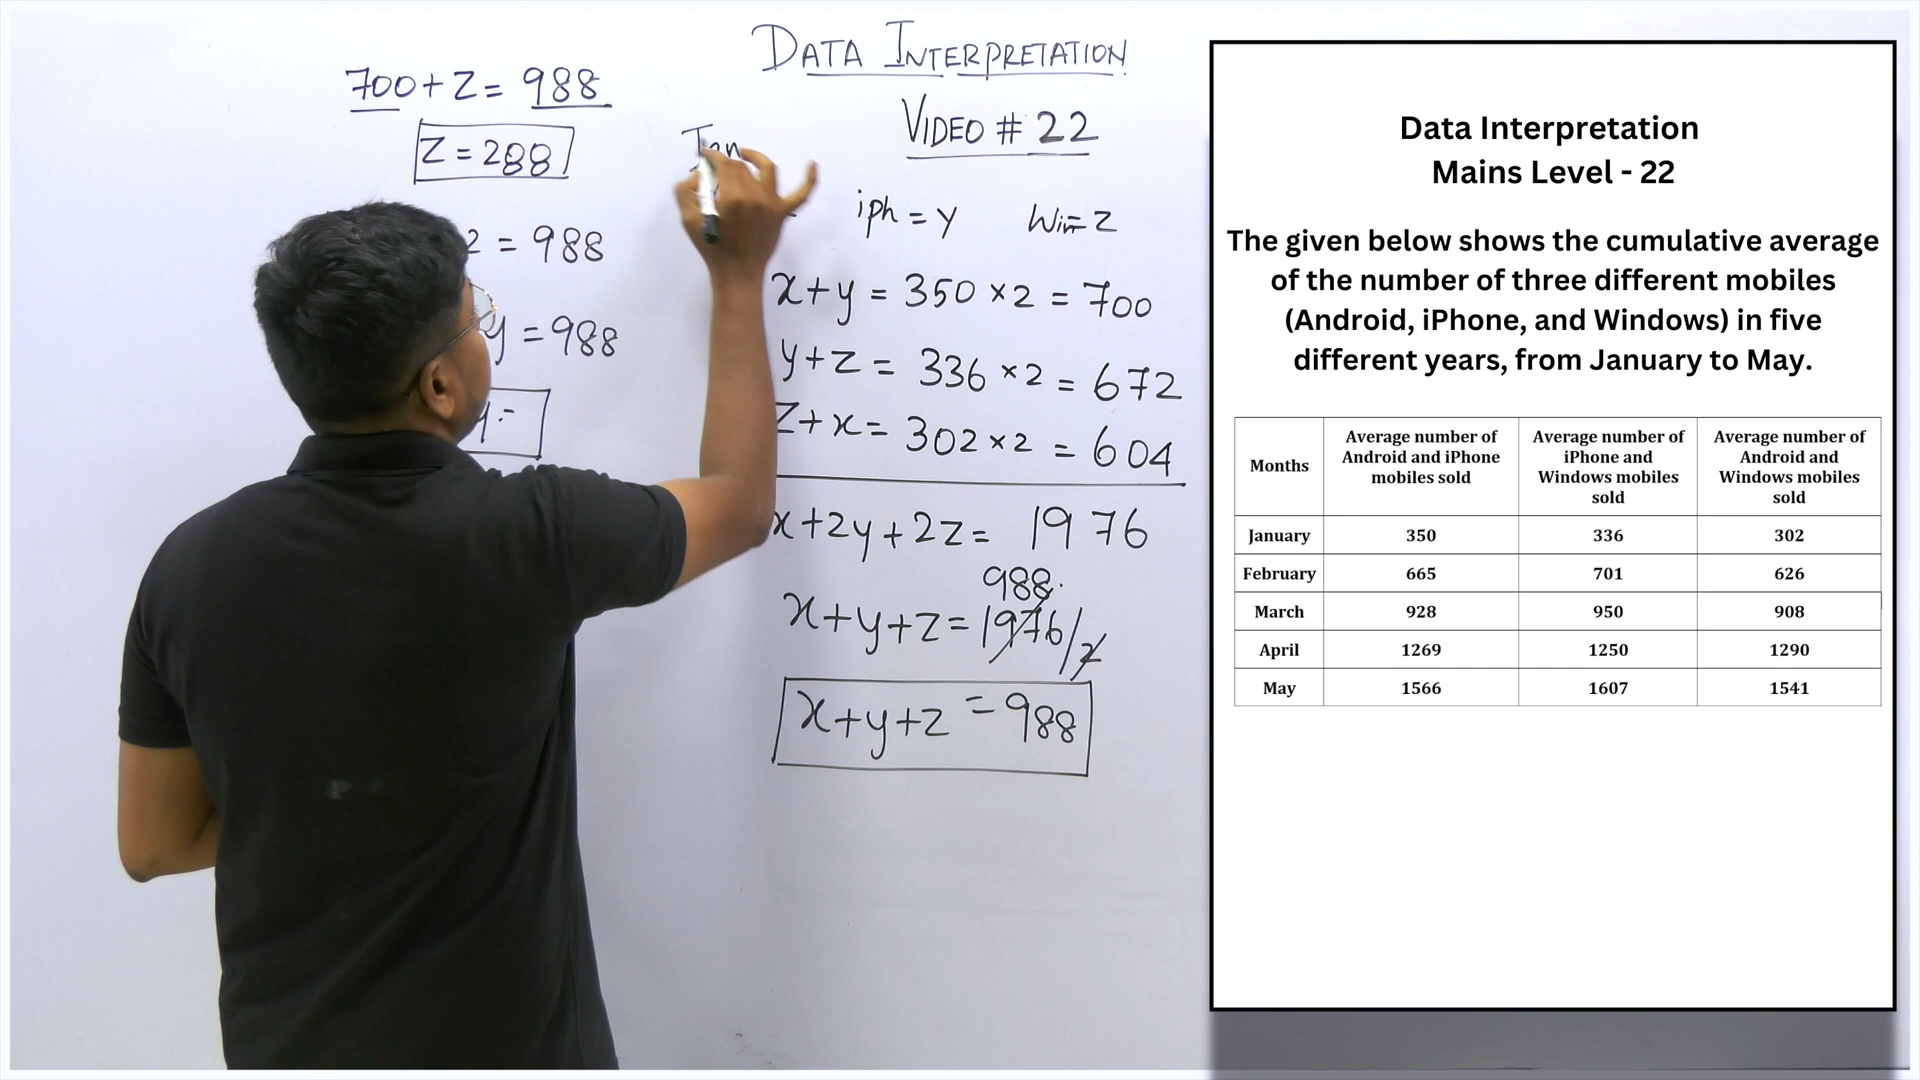 DATA INTERPRETATION
VIDEO # 22
700 + Z = 988
Z = 288
2 = 988
y = 988
y =
Jan
iph = y Win = Z
x + y = 350 × 2 = 700
y + z = 336 × 2 = 672
Z + x = 302 × 2 = 604
x + 2y + 2z = 1976
988
x + y + z = 1976/2
x + y + z = 988
Data Interpretation
Mains Level - 22
The given below shows the cumulative average
of the number of three different mobiles
(Android, iPhone, and Windows) in five
different years, from January to May.
Months Average number of Android and iPhone mobiles sold Average number of iPhone and Windows mobiles sold Average number of Android and Windows mobiles sold
January 350 336 302
February 665 701 626
March 928 950 908
April 1269 1250 1290
May 1566 1607 1541